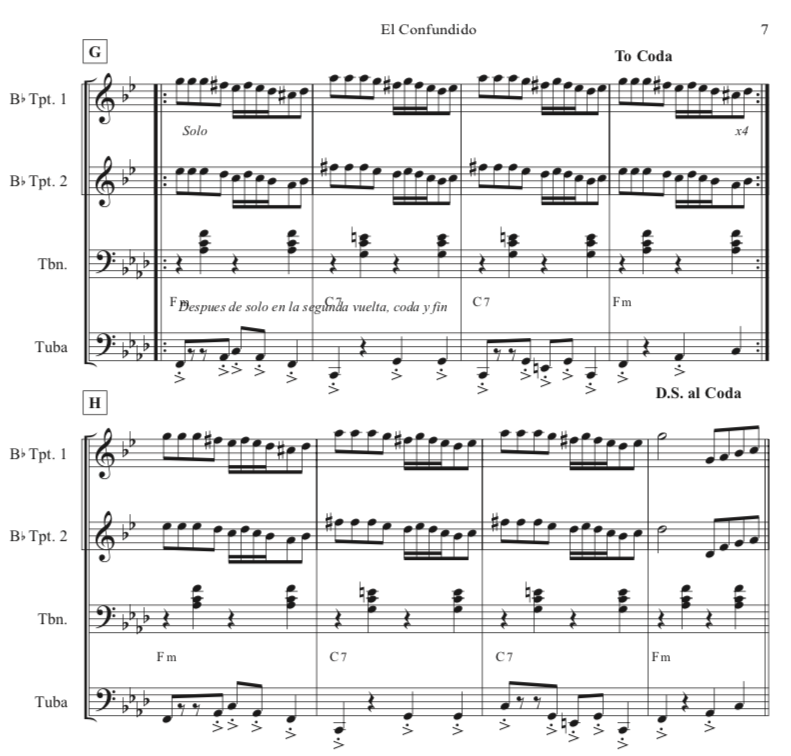 El Confundido
7
G
To Coda
B♭ Tpt. 1
Solo
x4
B♭ Tpt. 2
Tbn.
Fm C7 C7 Fm
Despues de solo en la segunda vuelta, coda y fin
Tuba
D.S. al Coda
H
B♭ Tpt. 1
B♭ Tpt. 2
Tbn.
Fm C7 C7 Fm
Tuba